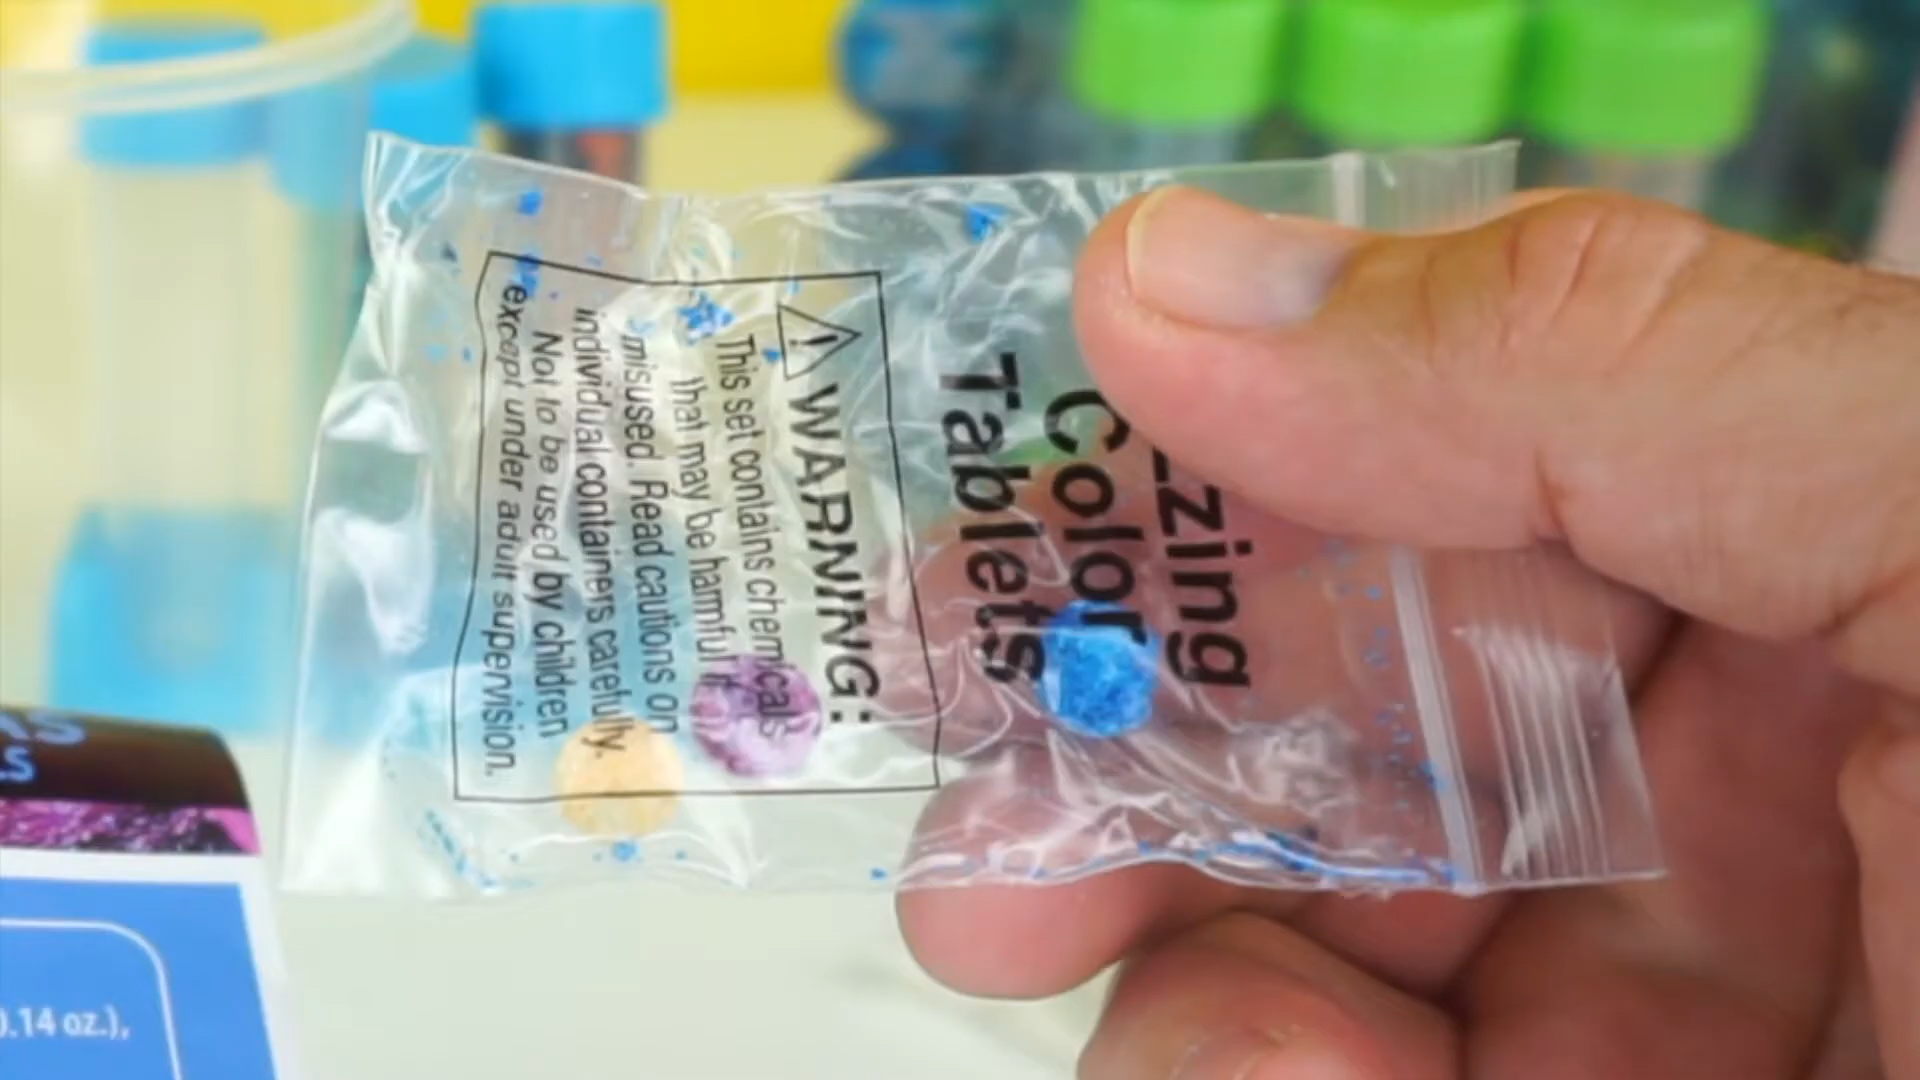 zzing
Color
Tablets
WARNING:
This set contains chemicals
that may be harmful if
misused. Read cautions on
individual containers carefully.
Not to be used by children
except under adult supervision.
0.14 oz.),